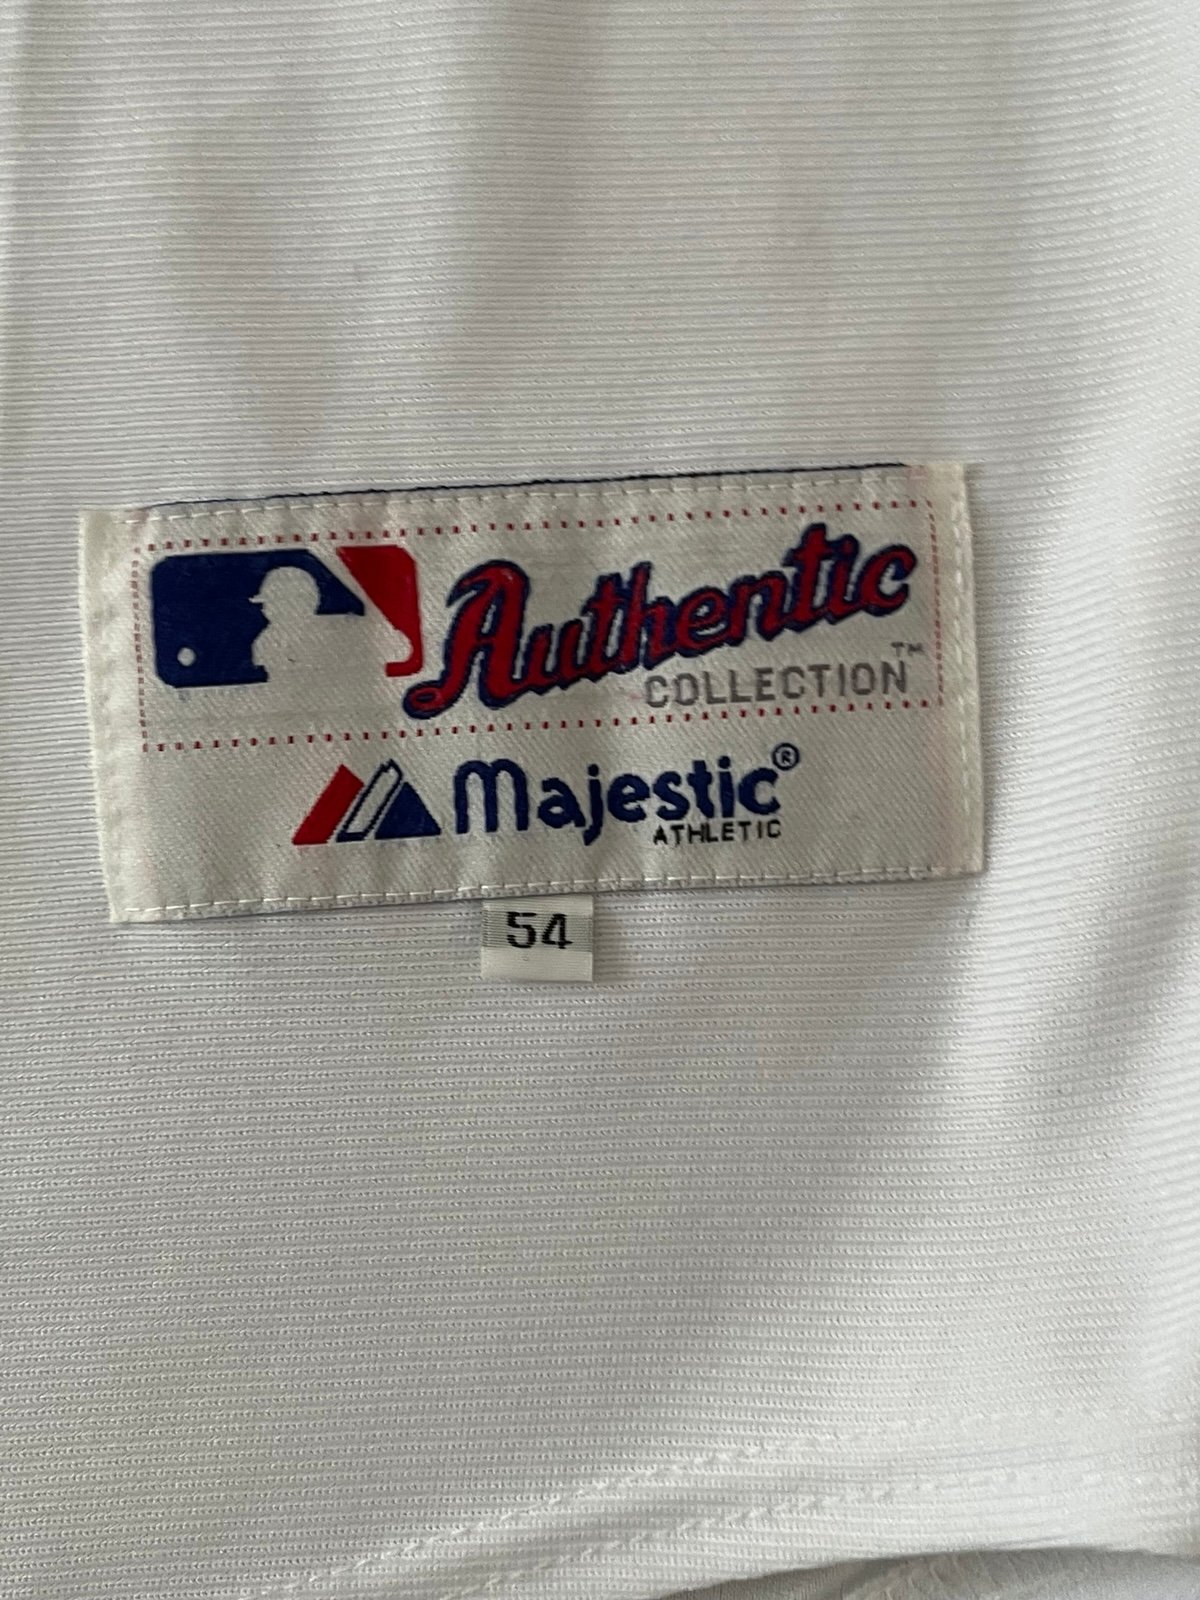 Authentic
COLLECTION™
Majestic®
ATHLETIC
54